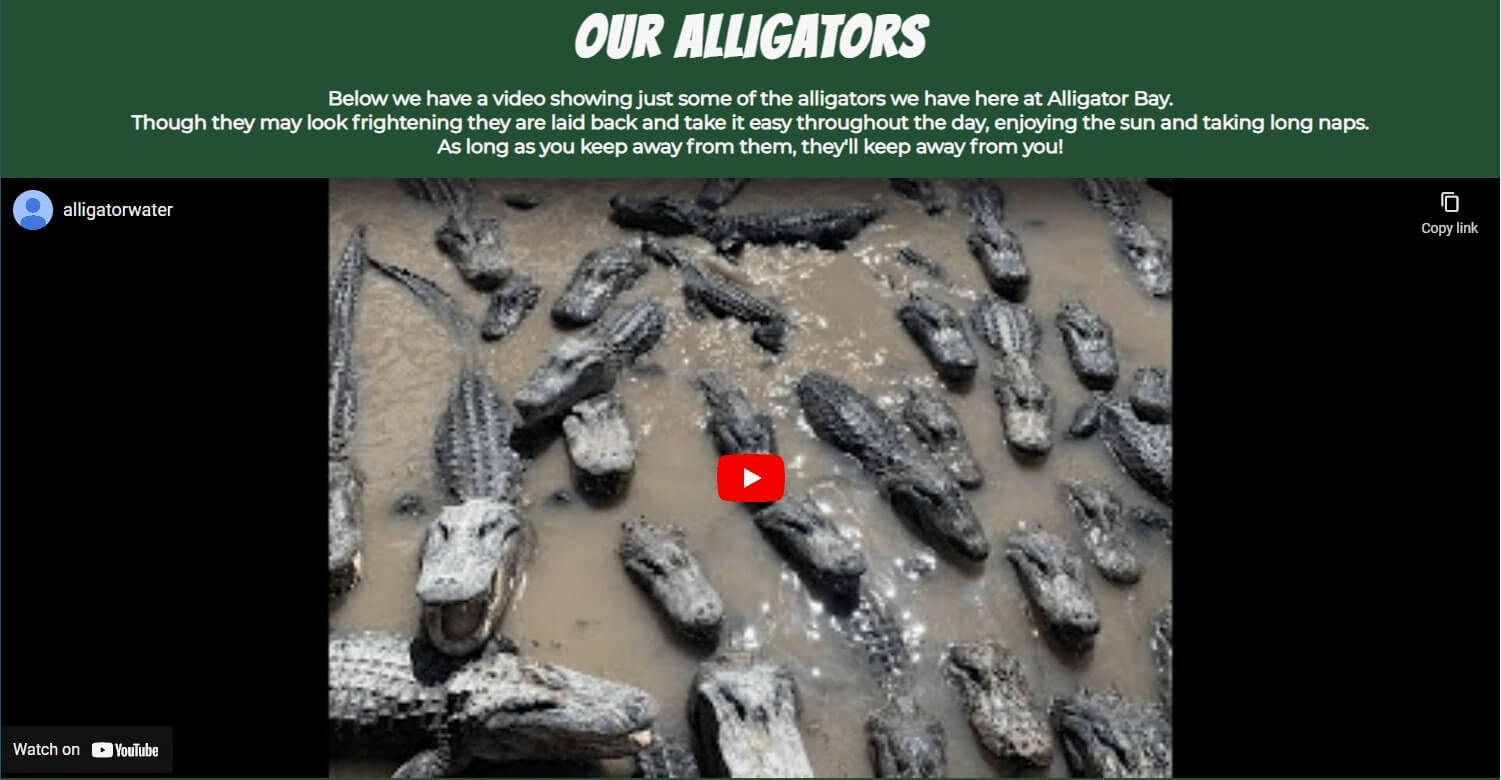 OUR ALLIGATORS
Below we have a video showing just some of the alligators we have here at Alligator Bay.
Though they may look frightening they are laid back and take it easy throughout the day, enjoying the sun and taking long naps.
As long as you keep away from them, they'll keep away from you!
alligatorwater
Copy link
Watch on YouTube